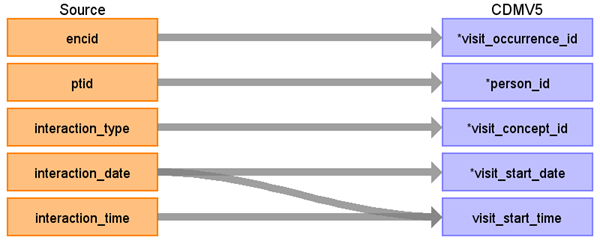 Source CDMV5
encid *visit_occurrence_id
ptid *person_id
interaction_type *visit_concept_id
interaction_date *visit_start_date
interaction_time visit_start_time